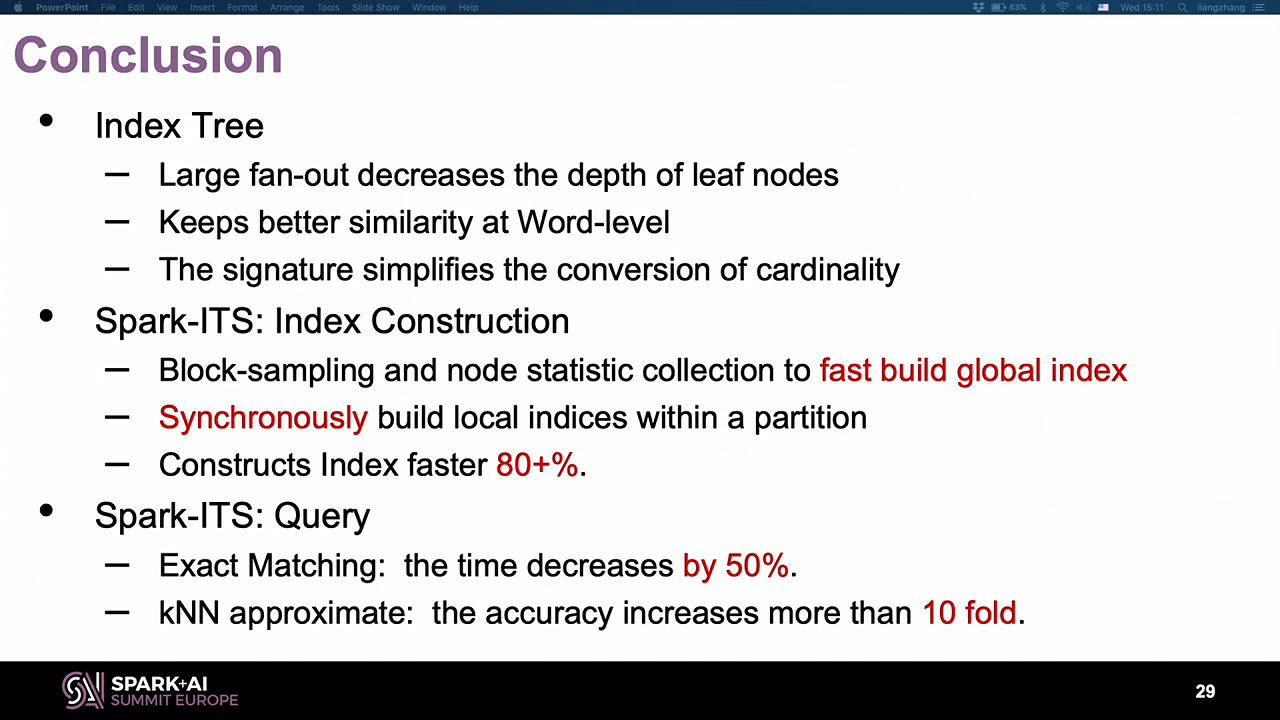 PowerPoint File Edit View Insert Format Arrange Tools Slide Show Window Help 63% Wed 15:11 liangzhang
Conclusion
• Index Tree
– Large fan-out decreases the depth of leaf nodes
– Keeps better similarity at Word-level
– The signature simplifies the conversion of cardinality
• Spark-ITS: Index Construction
– Block-sampling and node statistic collection to fast build global index
– Synchronously build local indices within a partition
– Constructs Index faster 80+%.
• Spark-ITS: Query
– Exact Matching: the time decreases by 50%.
– kNN approximate: the accuracy increases more than 10 fold.
SPARK+AI
SUMMIT EUROPE
29